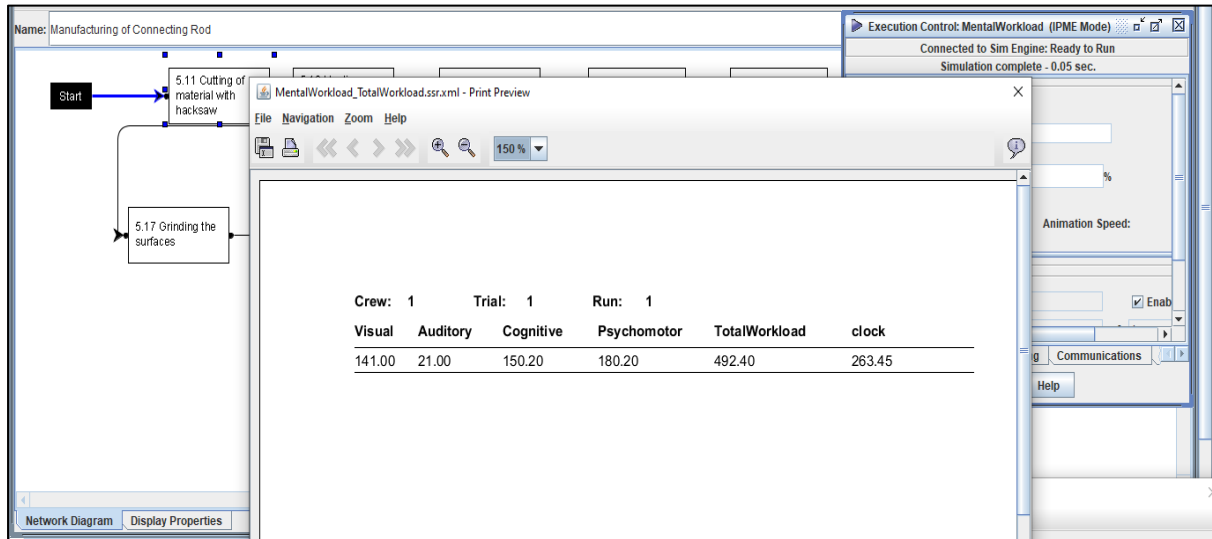 Name: Manufacturing of Connecting Rod
Start
5.11 Cutting of
material with
hacksaw
5.17 Grinding the
surfaces
Network Diagram Display Properties
MentalWorkload_TotalWorkload.ssr.xml - Print Preview
File Navigation Zoom Help
150 %
Crew: 1 Trial: 1 Run: 1
Visual Auditory Cognitive Psychomotor TotalWorkload clock
141.00 21.00 150.20 180.20 492.40 263.45
Execution Control: MentalWorkload (IPME Mode)
Connected to Sim Engine: Ready to Run
Simulation complete - 0.05 sec.
%
Animation Speed:
Enab
g Communications
Help